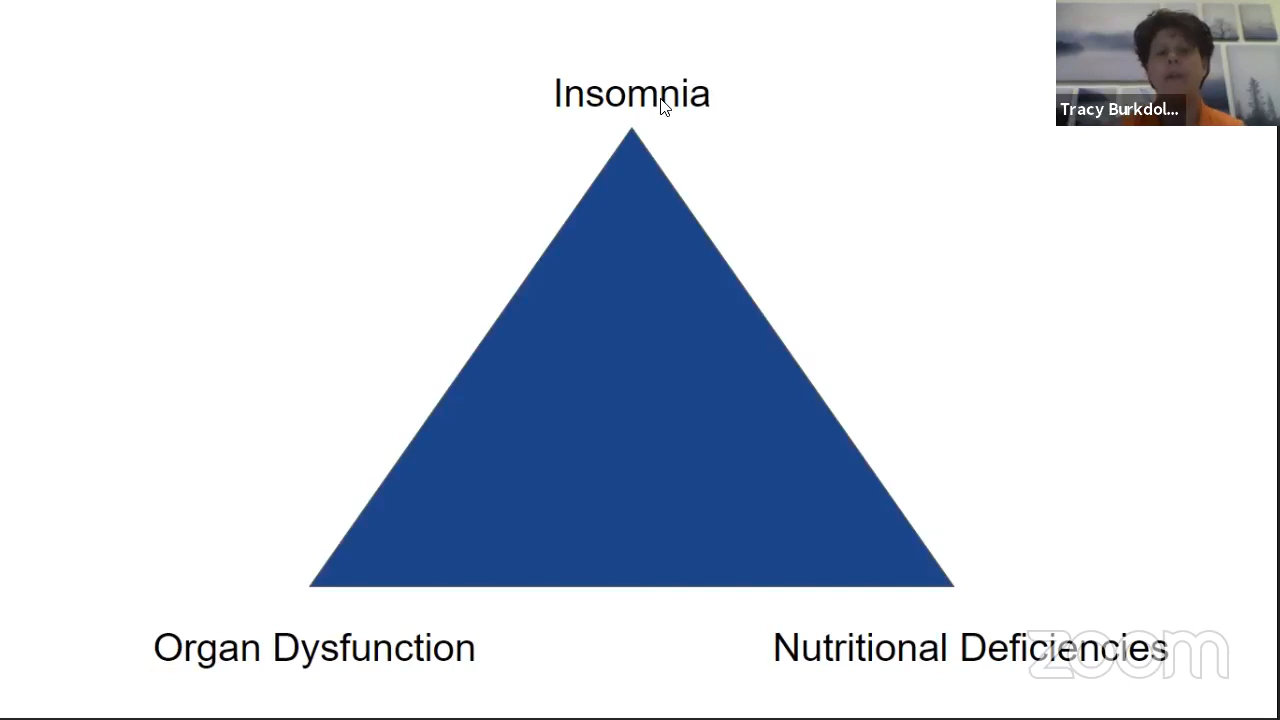 Insomnia
Tracy Burkdol...
Organ Dysfunction
Nutritional Deficiencies
zoom